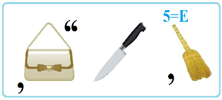 5=E
,
“
,